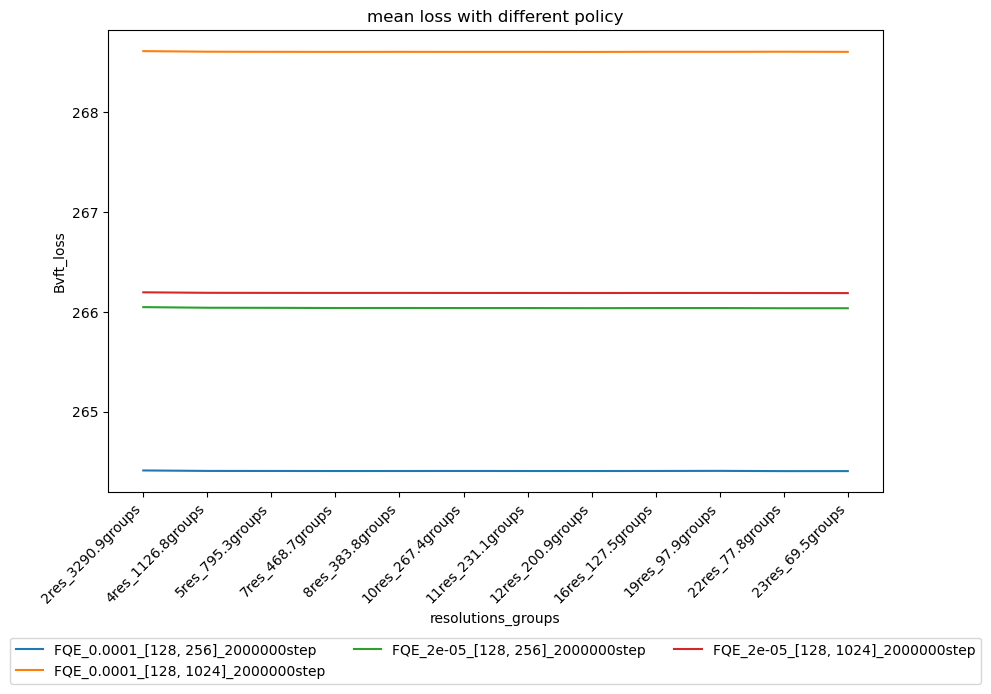 mean loss with different policy
Bvft_loss
268
267
266
265
2res_3290.9groups
4res_1126.8groups
5res_795.3groups
7res_468.7groups
8res_383.8groups
10res_267.4groups
11res_231.1groups
12res_200.9groups
16res_127.5groups
19res_97.9groups
22res_77.8groups
23res_69.5groups
resolutions_groups
FQE_0.0001_[128, 256]_2000000step
FQE_0.0001_[128, 1024]_2000000step
FQE_2e-05_[128, 256]_2000000step
FQE_2e-05_[128, 1024]_2000000step